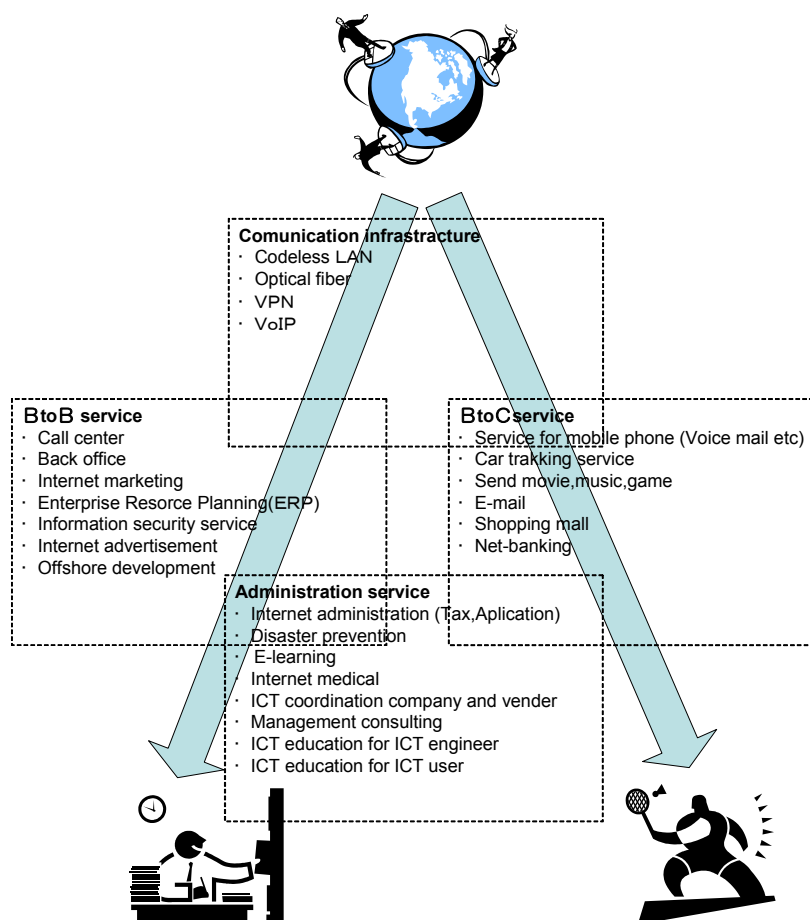 Comunication infrastracture
・ Codeless LAN
・ Optical fiber
・ VPN
・ VoIP
BtoB service
・ Call center
・ Back office
・ Internet marketing
・ Enterprise Resorce Planning(ERP)
・ Information security service
・ Internet advertisement
・ Offshore development
BtoCservice
・ Service for mobile phone (Voice mail etc)
・ Car trakking service
・ Send movie,music,game
・ E-mail
・ Shopping mall
・ Net-banking
Administration service
・ Internet administration (Tax,Aplication)
・ Disaster prevention
・ E-learning
・ Internet medical
・ ICT coordination company and vender
・ Management consulting
・ ICT education for ICT engineer
・ ICT education for ICT user